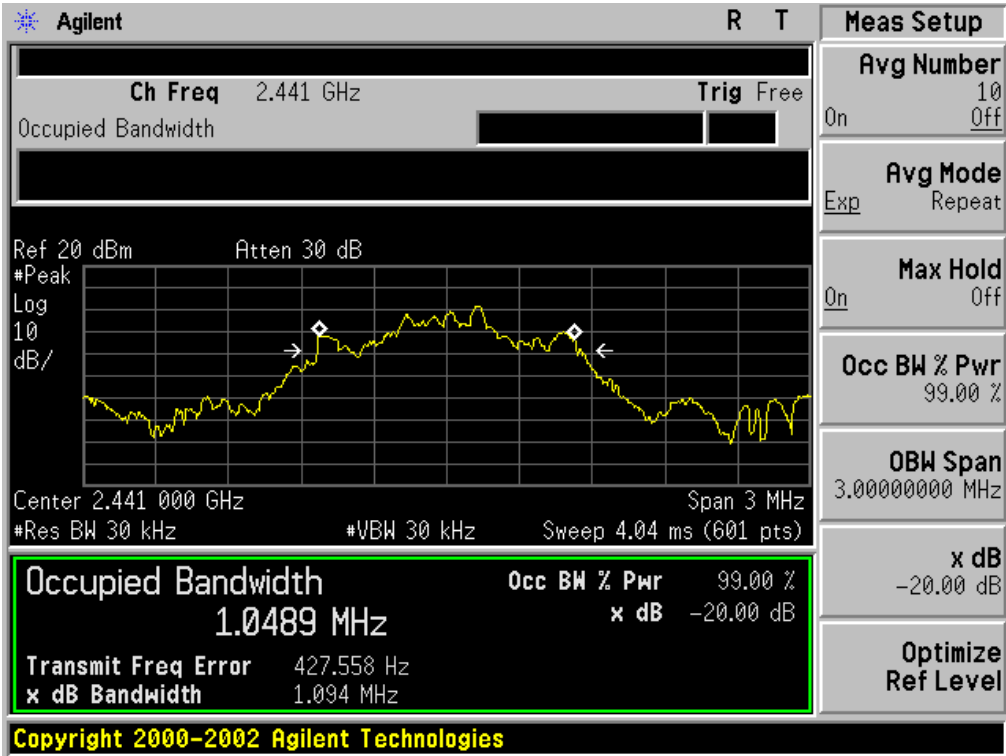 Agilent R T
Ch Freq 2.441 GHz Trig Free
Occupied Bandwidth
Ref 20 dBm Atten 30 dB
#Peak
Log
10
dB/
Center 2.441 000 GHz Span 3 MHz
#Res BW 30 kHz #VBW 30 kHz Sweep 4.04 ms (601 pts)
Occupied Bandwidth
1.0489 MHz
Occ BW % Pwr 99.00 %
x dB -20.00 dB
Transmit Freq Error 427.558 Hz
x dB Bandwidth 1.094 MHz
Copyright 2000-2002 Agilent Technologies
Meas Setup
Avg Number
10
On Off
Avg Mode
Exp Repeat
Max Hold
On Off
Occ BW % Pwr
99.00 %
OBW Span
3.00000000 MHz
x dB
-20.00 dB
Optimize
Ref Level